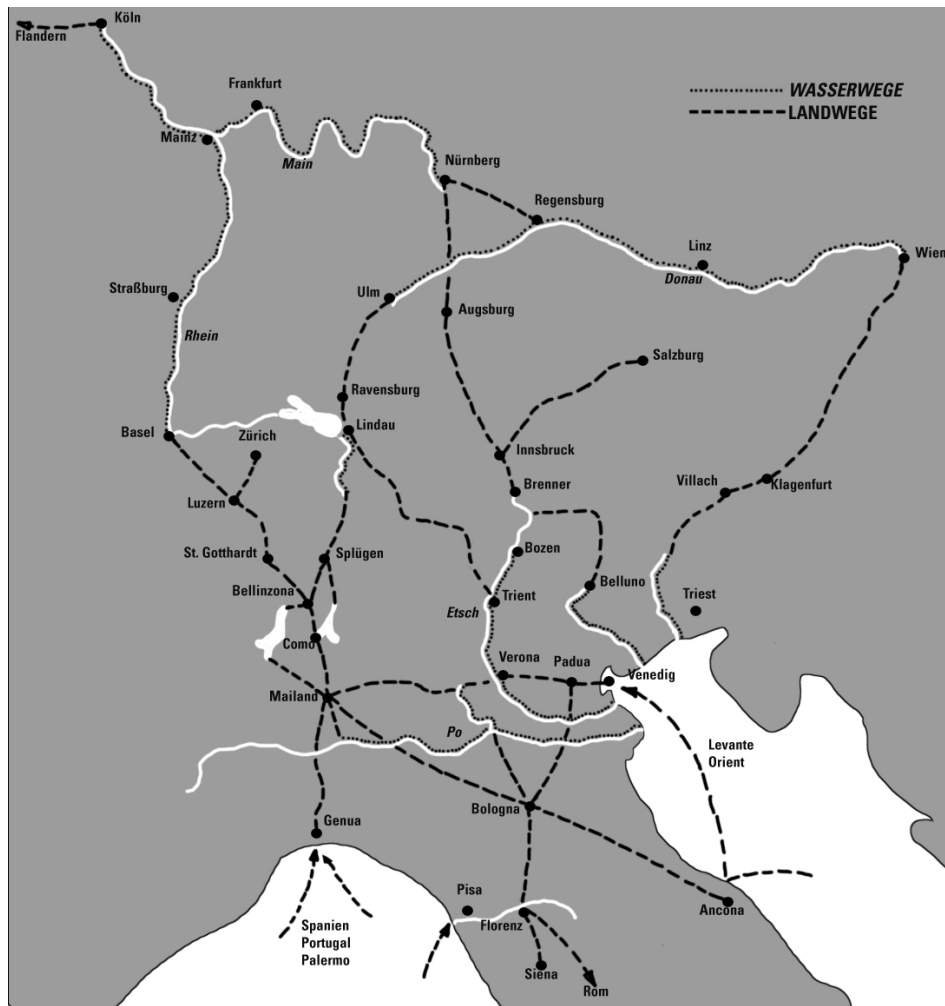 Köln
Flandern
Frankfurt
WASSERWEGE
LANDWEGE
Mainz
Main
Nürnberg
Regensburg
Linz
Wien
Donau
Straßburg
Ulm
Augsburg
Rhein
Salzburg
Ravensburg
Basel
Zürich
Lindau
Innsbruck
Brenner
Villach
Klagenfurt
Luzern
St. Gotthardt
Splügen
Bozen
Belluno
Bellinzona
Trient
Triest
Etsch
Como
Verona
Padua
Venedig
Mailand
Po
Levante
Orient
Bologna
Genua
Pisa
Florenz
Ancona
Spanien
Portugal
Palermo
Siena
Rom